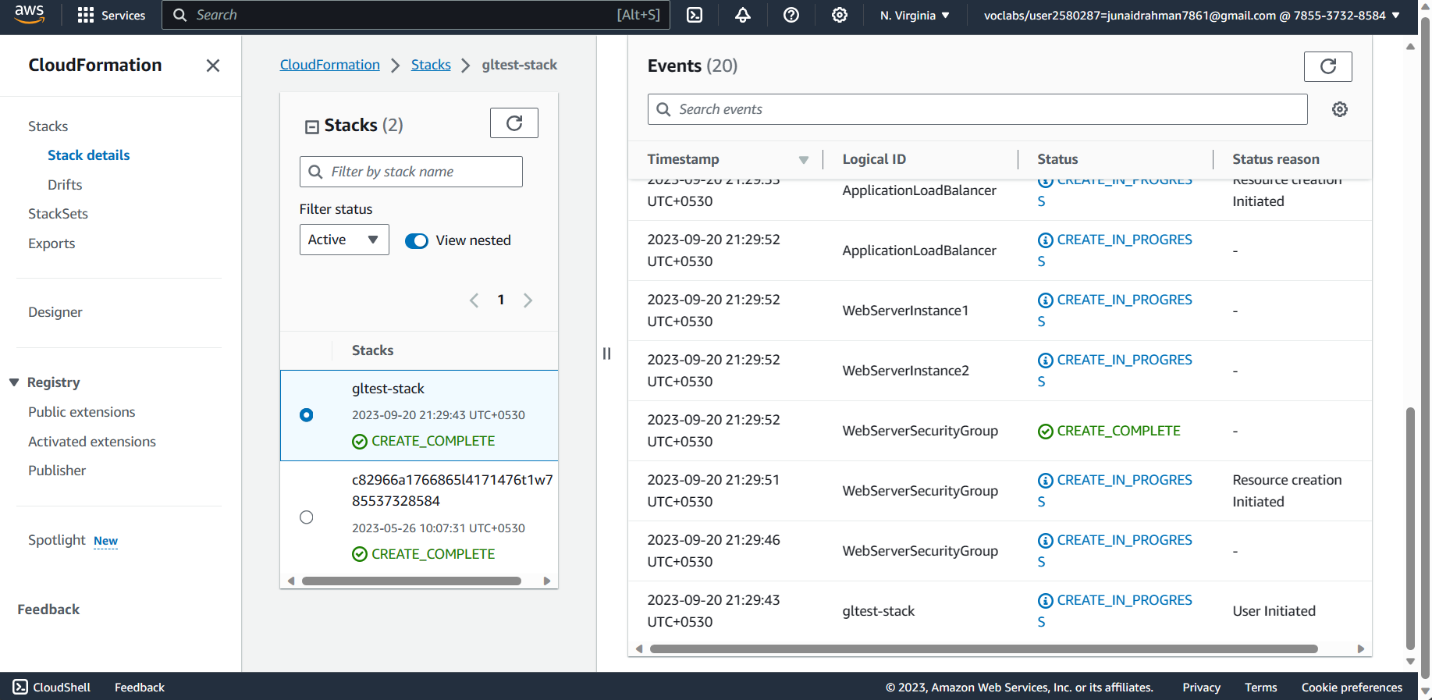 aws
Services
Search [Alt+S]
N. Virginia
voclabs/user2580287=junaidrahman7861@gmail.com @ 7855-3732-8584
CloudFormation
Stacks
Stack details
Drifts
StackSets
Exports
Designer
Registry
Public extensions
Activated extensions
Publisher
Spotlight New
Feedback
CloudFormation
Stacks
gltest-stack
Stacks (2)
Filter by stack name
Filter status
Active
View nested
1
Stacks
gltest-stack
2023-09-20 21:29:43 UTC+0530
CREATE_COMPLETE
c82966a1766865l4171476t1w7
85537328584
2023-05-26 10:07:31 UTC+0530
CREATE_COMPLETE
Events (20)
Search events
Timestamp Logical ID Status Status reason
2023-09-20 21:29:53 CREATE_IN_PROGRES Resource creation
UTC+0530 ApplicationLoadBalancer S Initiated
2023-09-20 21:29:52 CREATE_IN_PROGRES
UTC+0530 ApplicationLoadBalancer S -
2023-09-20 21:29:52 CREATE_IN_PROGRES
UTC+0530 WebServerInstance1 S -
2023-09-20 21:29:52 CREATE_IN_PROGRES
UTC+0530 WebServerInstance2 S -
2023-09-20 21:29:52
UTC+0530 WebServerSecurityGroup CREATE_COMPLETE -
2023-09-20 21:29:51 CREATE_IN_PROGRES Resource creation
UTC+0530 WebServerSecurityGroup S Initiated
2023-09-20 21:29:46 CREATE_IN_PROGRES
UTC+0530 WebServerSecurityGroup S -
2023-09-20 21:29:43 CREATE_IN_PROGRES
UTC+0530 gltest-stack S User Initiated
CloudShell
Feedback
© 2023, Amazon Web Services, Inc. or its affiliates.
Privacy
Terms
Cookie preferences